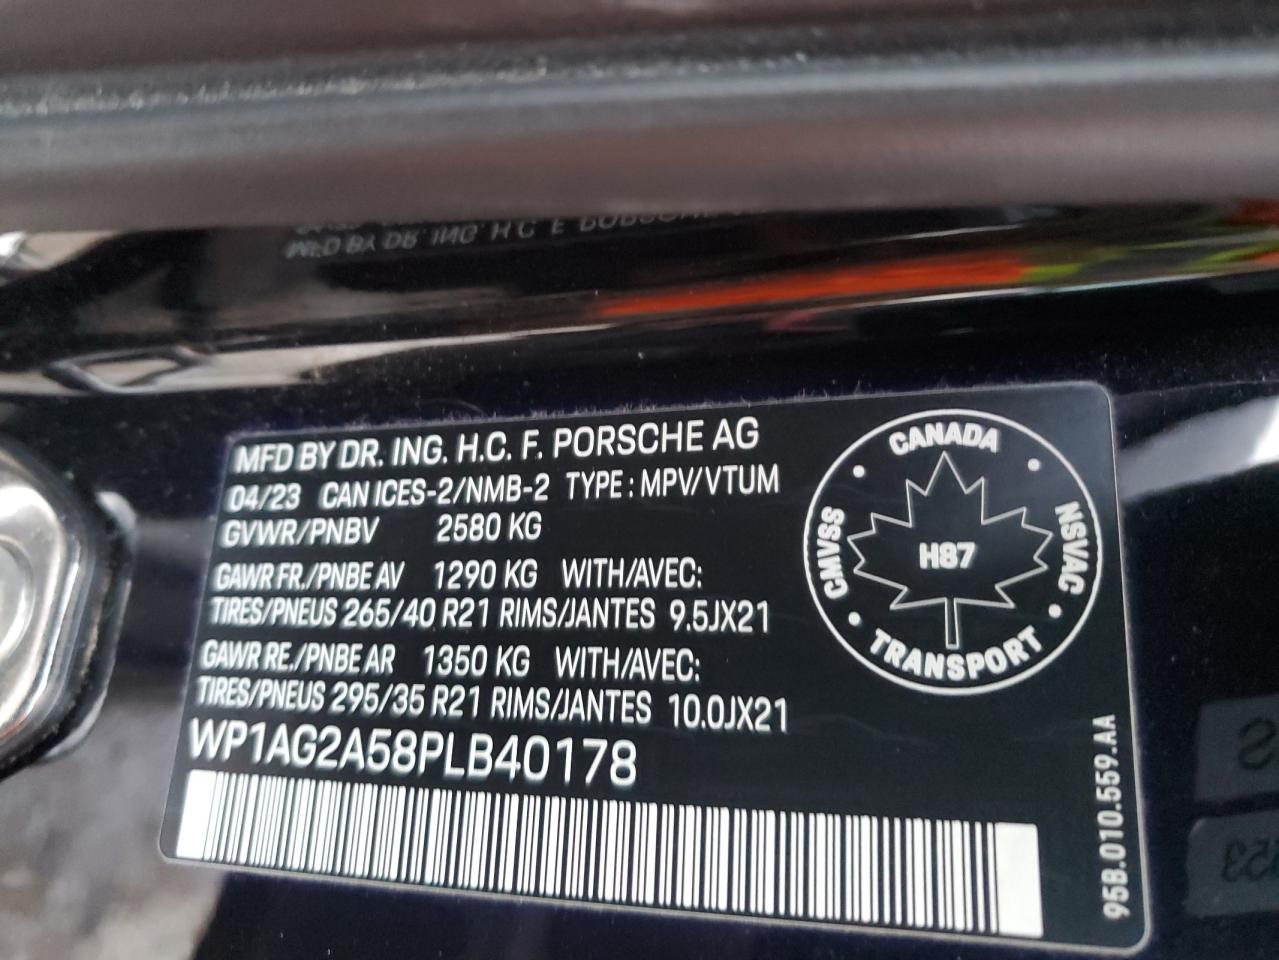 MFD BY DR. ING. H.C. F. PORSCHE AG
04/23 CAN ICES-2/NMB-2 TYPE : MPV/VTUM
GVWR/PNBV 2580 KG
GAWR FR./PNBE AV 1290 KG WITH/AVEC:
TIRES/PNEUS 265/40 R21 RIMS/JANTES 9.5JX21
GAWR RE./PNBE AR 1350 KG WITH/AVEC:
TIRES/PNEUS 295/35 R21 RIMS/JANTES 10.0JX21
WP1AG2A58PLB40178
CANADA
CMVSS
NSVAC
H87
TRANSPORT
95B.010.559.AA